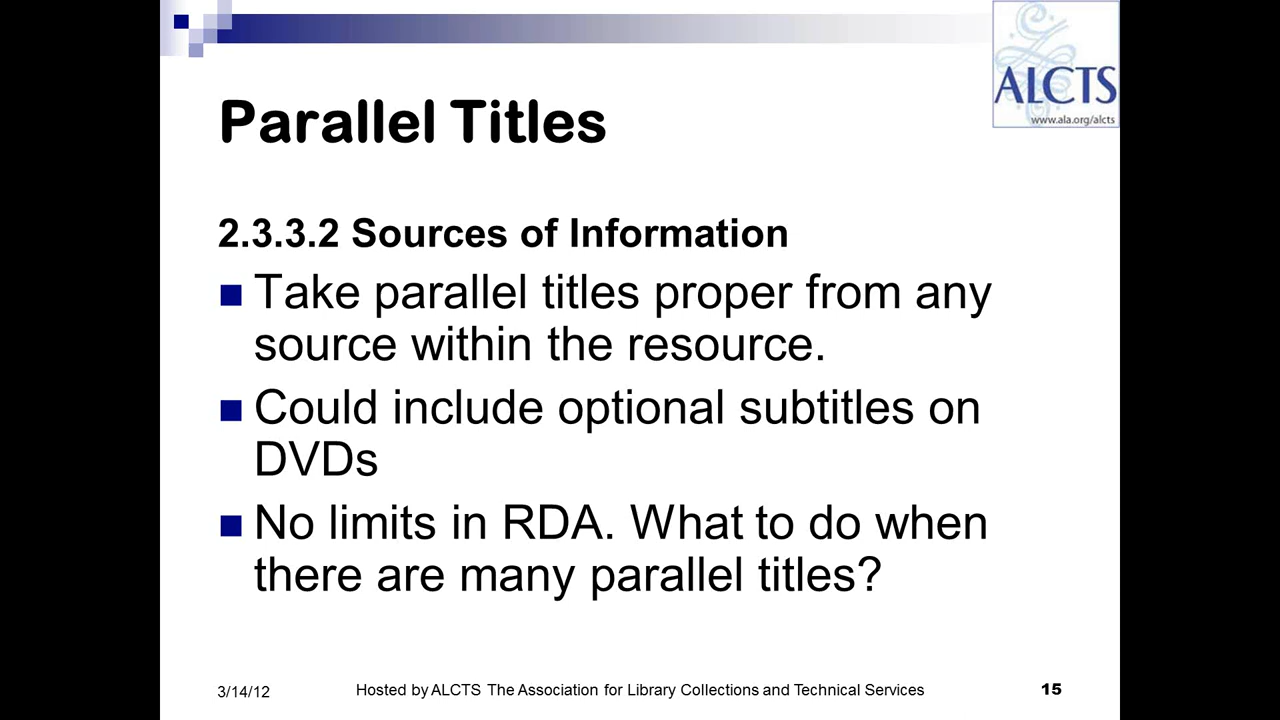 ALCTS
www.ala.org/alcts
Parallel Titles
2.3.3.2 Sources of Information
Take parallel titles proper from any
source within the resource.
Could include optional subtitles on
DVDs
No limits in RDA. What to do when
there are many parallel titles?
3/14/12
Hosted by ALCTS The Association for Library Collections and Technical Services
15